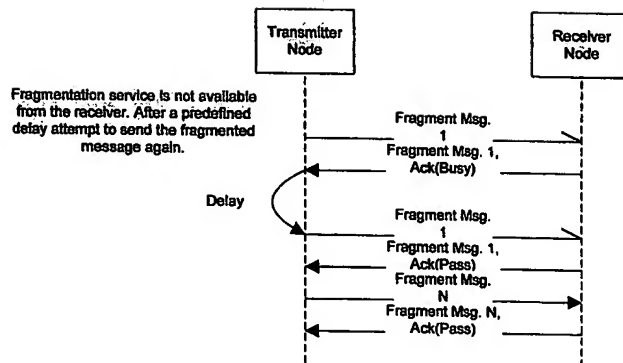 Transmitter
Node
Receiver
Node
Fragmentation service is not available
from the receiver. After a predefined
delay attempt to send the fragmented
message again.
Fragment Msg.
1
Fragment Msg. 1,
Ack(Busy)
Delay
Fragment Msg.
1
Fragment Msg. 1,
Ack(Pass)
Fragment Msg.
N
Fragment Msg. N,
Ack(Pass)